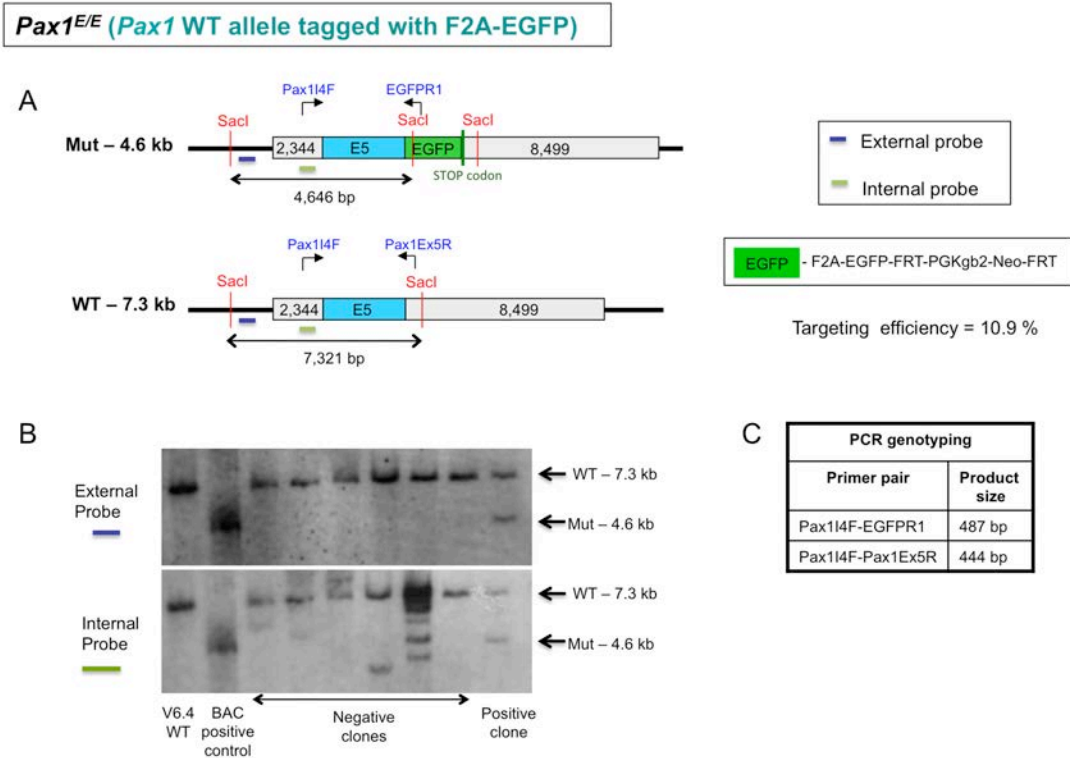 Pax1E/E (Pax1 WT allele tagged with F2A-EGFP)
A
Pax1I4F
EGFPR1
SacI
SacI
SacI
Mut – 4.6 kb
2,344
E5
EGFP
8,499
STOP codon
4,646 bp
Pax1I4F
Pax1Ex5R
SacI
SacI
WT – 7.3 kb
2,344
E5
8,499
7,321 bp
External probe
Internal probe
EGFP - F2A-EGFP-FRT-PGKgb2-Neo-FRT
Targeting efficiency = 10.9 %
B
External
Probe
WT – 7.3 kb
Mut – 4.6 kb
Internal
Probe
WT – 7.3 kb
Mut – 4.6 kb
V6.4
WT
BAC
positive
control
Negative
clones
Positive
clone
C
PCR genotyping
Primer pair
Product
size
Pax1I4F-EGFPR1
487 bp
Pax1I4F-Pax1Ex5R
444 bp